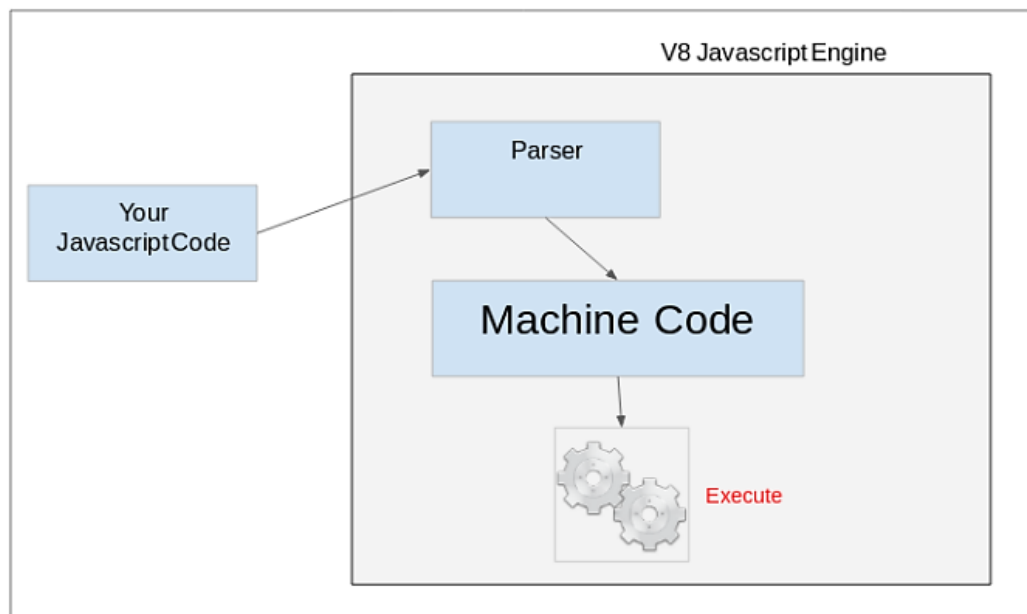 V8 Javascript Engine
Parser
Your
Javascript Code
Machine Code
Execute